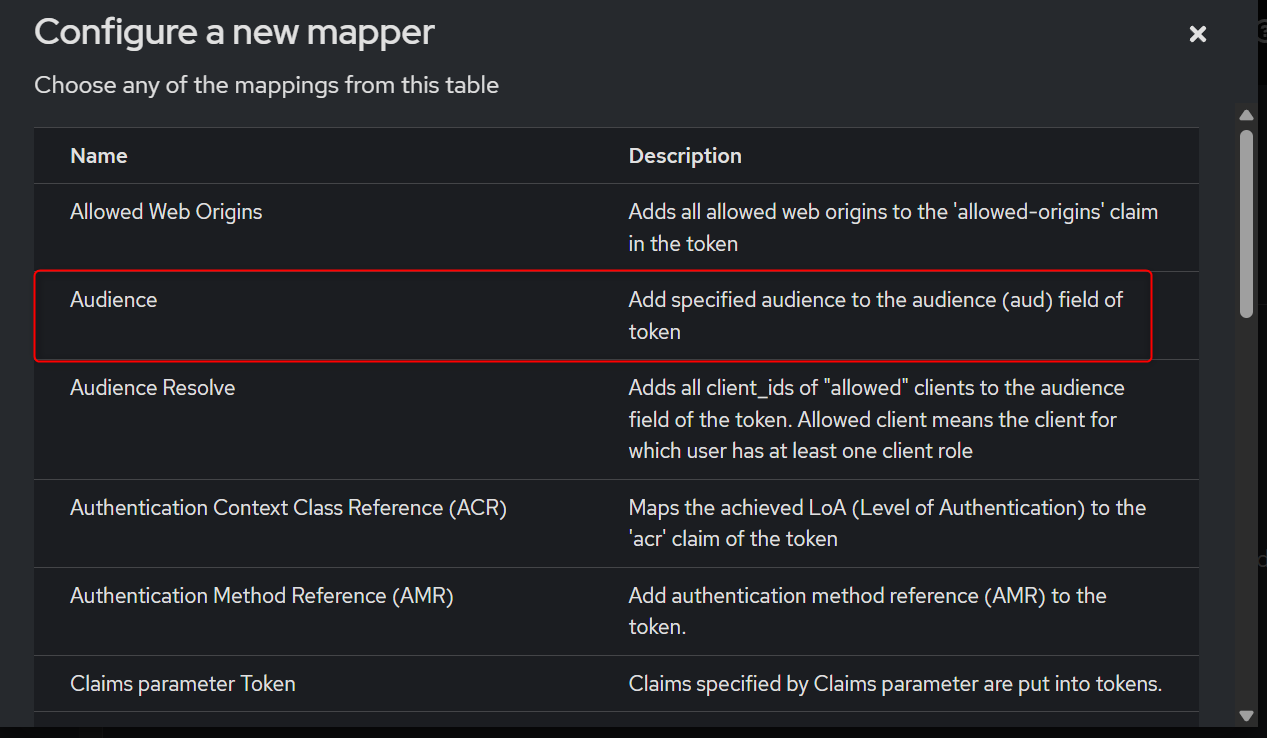 Configure a new mapper
Choose any of the mappings from this table
Name
Description
Allowed Web Origins
Adds all allowed web origins to the 'allowed-origins' claim
in the token
Audience
Add specified audience to the audience (aud) field of
token
Audience Resolve
Adds all client_ids of "allowed" clients to the audience
field of the token. Allowed client means the client for
which user has at least one client role
Authentication Context Class Reference (ACR)
Maps the achieved LoA (Level of Authentication) to the
'acr' claim of the token
Authentication Method Reference (AMR)
Add authentication method reference (AMR) to the
token.
Claims parameter Token
Claims specified by Claims parameter are put into tokens.